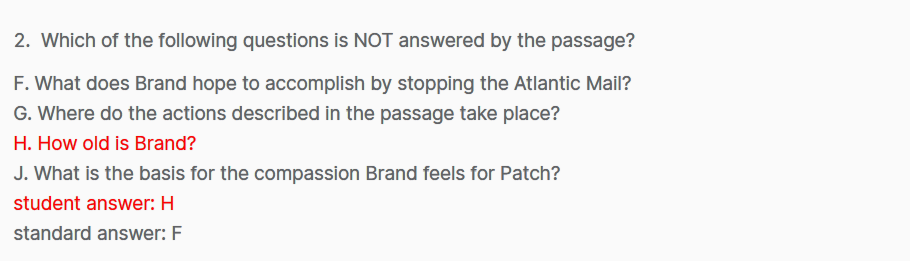 2. Which of the following questions is NOT answered by the passage?
F. What does Brand hope to accomplish by stopping the Atlantic Mail?
G. Where do the actions described in the passage take place?
H. How old is Brand?
J. What is the basis for the compassion Brand feels for Patch?
student answer: H
standard answer: F